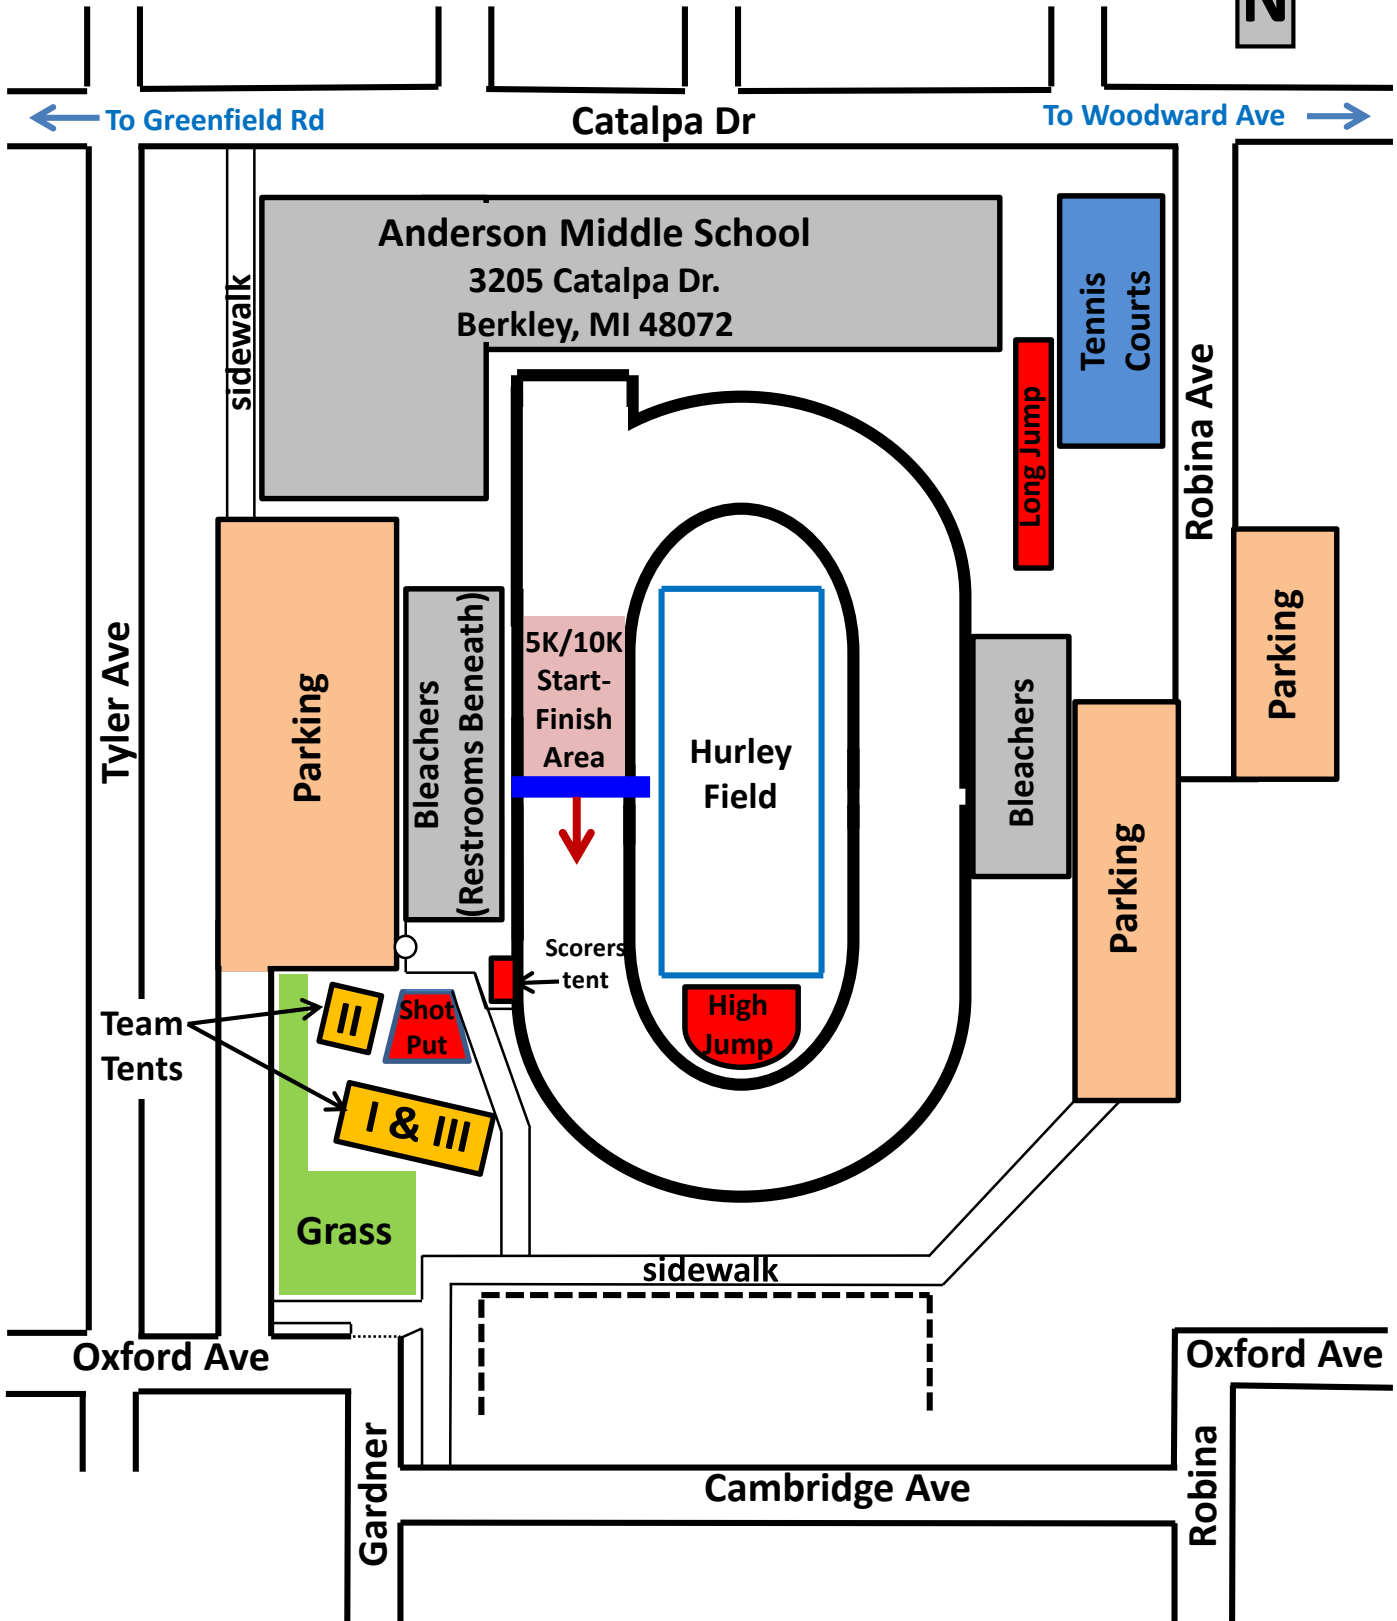 N
To Greenfield Rd
Catalpa Dr
To Woodward Ave
Anderson Middle School
3205 Catalpa Dr.
Berkley, MI 48072
sidewalk
Tennis
Courts
Long Jump
Robina Ave
Tyler Ave
Parking
Bleachers
(Restrooms Beneath)
5K/10K
Start-
Finish
Area
Hurley
Field
Bleachers
Parking
Parking
Scorers
tent
High
Jump
Team
Tents
II
Shot
Put
I & III
Grass
sidewalk
Oxford Ave
Oxford Ave
Gardner
Cambridge Ave
Robina